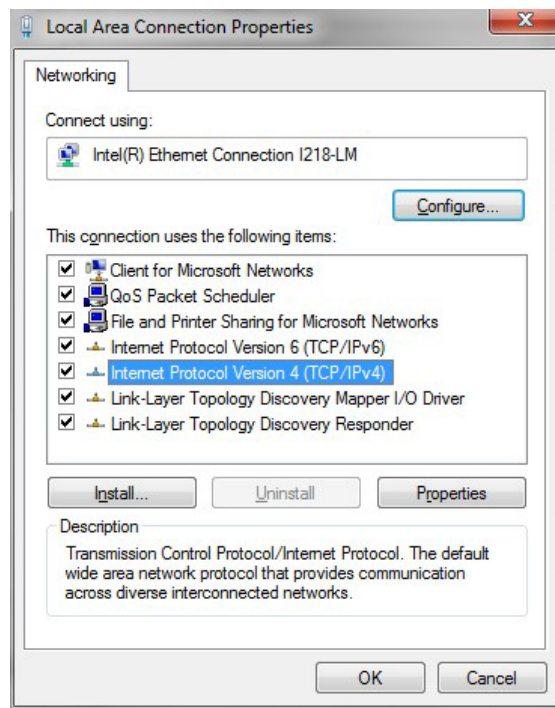 Local Area Connection Properties
Networking
Connect using:
Intel(R) Ethernet Connection I218-LM
Configure...
This connection uses the following items:
Client for Microsoft Networks
QoS Packet Scheduler
File and Printer Sharing for Microsoft Networks
Internet Protocol Version 6 (TCP/IPv6)
Internet Protocol Version 4 (TCP/IPv4)
Link-Layer Topology Discovery Mapper I/O Driver
Link-Layer Topology Discovery Responder
Install... Uninstall Properties
Description
Transmission Control Protocol/Internet Protocol. The default
wide area network protocol that provides communication
across diverse interconnected networks.
OK Cancel